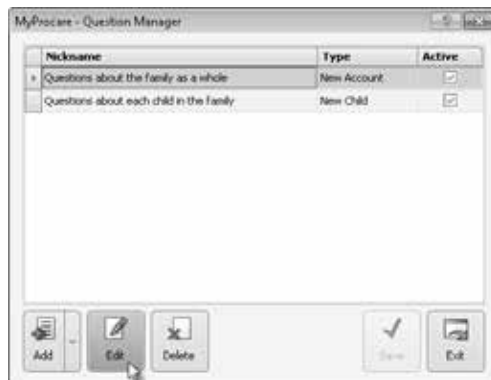 MyProcare - Question Manager
Nickname Type Active
Questions about the family as a whole New Account
Questions about each child in the family New Child
Add Edit Delete Save Exit